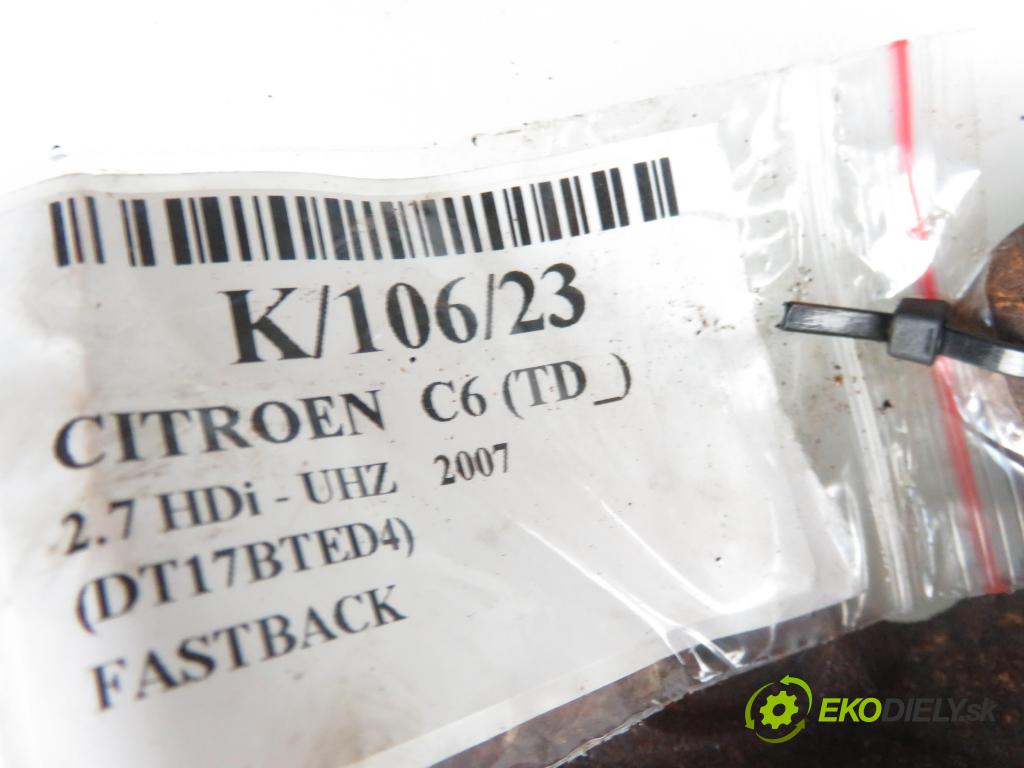 K/106/23
CITROEN C6 (TD_)
2.7 HDi - UHZ 2007
(DT17BTED4)
FASTBACK
EKODIELY.sk